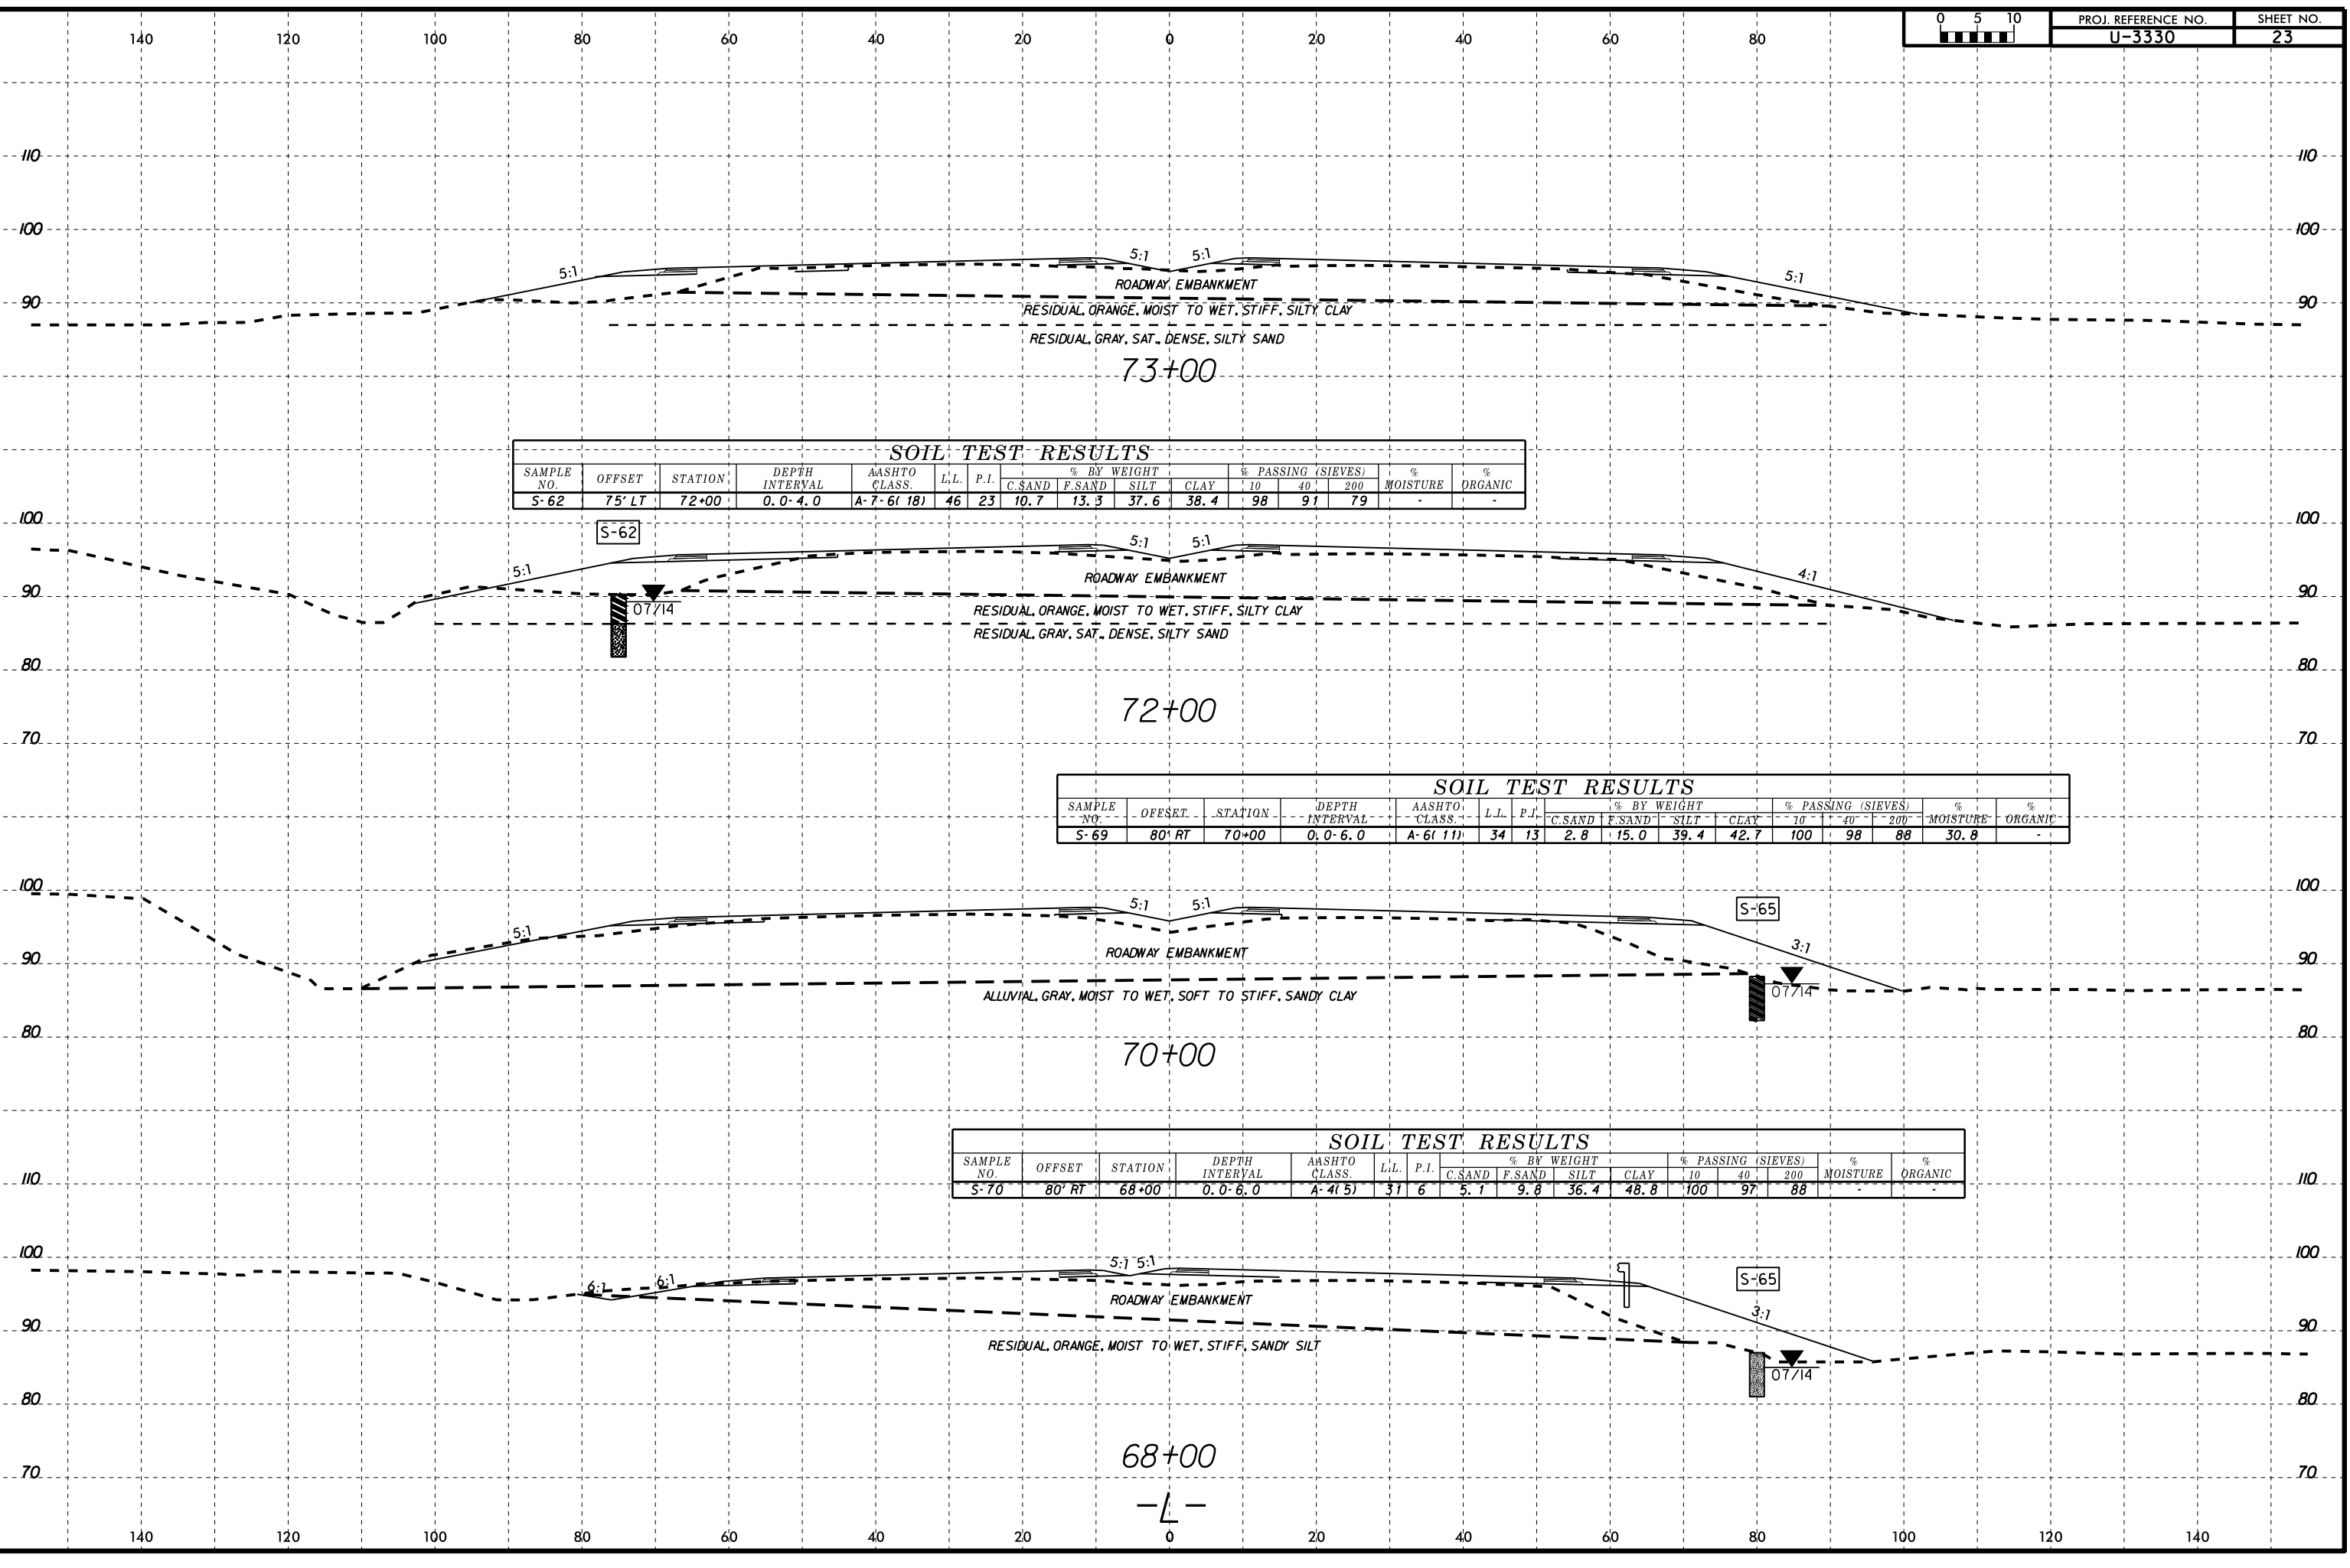 0 5 10 PROJ. REFERENCE NO. SHEET NO.
U-3330 23
140 120 100 80 60 40 20 0 20 40 60 80
110 110
100 100
5:1 5:1 5:1 5:1
ROADWAY EMBANKMENT
90 90
RESIDUAL, ORANGE, MOIST TO WET, STIFF, SILTY CLAY
RESIDUAL, GRAY, SAT., DENSE, SILTY SAND
73+00
SOIL TEST RESULTS
SAMPLE NO. OFFSET STATION DEPTH INTERVAL AASHTO CLASS. L.L. P.I. % BY WEIGHT C.SAND F.SAND SILT CLAY % PASSING (SIEVES) 10 40 200 % MOISTURE % ORGANIC
S-62 75' LT 72+00 0.0-4.0 A-7-6(18) 46 23 10.7 13.3 37.6 38.4 98 91 79 - -
100 100
S-62
5:1 5:1 5:1 4:1
ROADWAY EMBANKMENT
90 90
07/14
RESIDUAL, ORANGE, MOIST TO WET, STIFF, SILTY CLAY
RESIDUAL, GRAY, SAT., DENSE, SILTY SAND
80 80
72+00
70 70
SOIL TEST RESULTS
SAMPLE NO. OFFSET STATION DEPTH INTERVAL AASHTO CLASS. L.L. P.I. % BY WEIGHT C.SAND F.SAND SILT CLAY % PASSING (SIEVES) 10 40 200 % MOISTURE % ORGANIC
S-69 80' RT 70+00 0.0-6.0 A-6(11) 34 13 2.8 15.0 39.4 42.7 100 98 88 30.8 -
100 100
S-65
5:1 5:1 5:1 3:1
ROADWAY EMBANKMENT
90 90
07/14
ALLUVIAL, GRAY, MOIST TO WET, SOFT TO STIFF, SANDY CLAY
80 80
70+00
SOIL TEST RESULTS
SAMPLE NO. OFFSET STATION DEPTH INTERVAL AASHTO CLASS. L.L. P.I. % BY WEIGHT C.SAND F.SAND SILT CLAY % PASSING (SIEVES) 10 40 200 % MOISTURE % ORGANIC
S-70 80' RT 68+00 0.0-6.0 A-4(5) 31 6 5.1 9.8 36.4 48.8 100 97 88 - -
110 110
100 100
S-65
6:1 6:1 5:1 5:1 3:1
ROADWAY EMBANKMENT
90 90
RESIDUAL, ORANGE, MOIST TO WET, STIFF, SANDY SILT
07/14
80 80
68+00
70 70
-L-
140 120 100 80 60 40 20 0 20 40 60 80 100 120 140